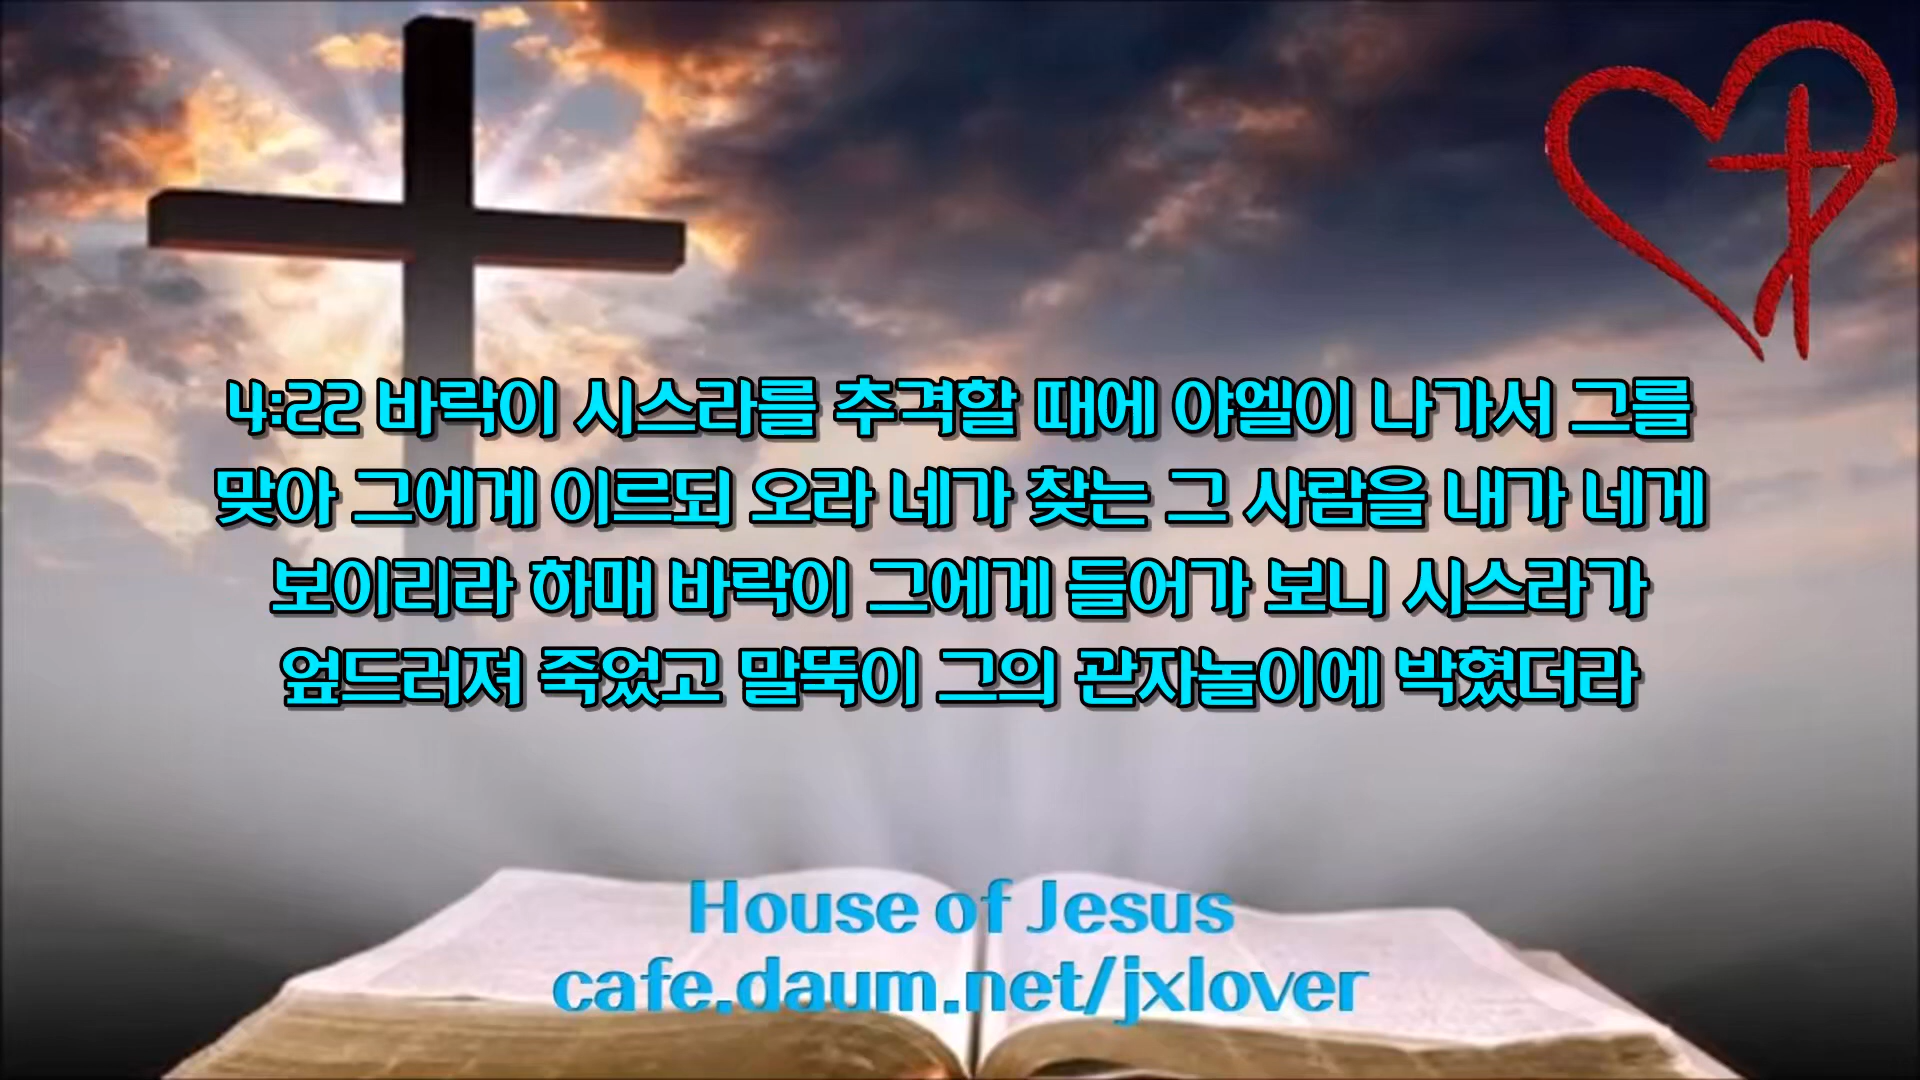 4:22 바락이 시스라를 추격할 때에 야엘이 나가서 그를
맞아 그에게 이르되 오라 네가 찾는 그 사람을 내가 네게
보이리라 하매 바락이 그에게 들어가 보니 시스라가
엎드러져 죽었고 말뚝이 그의 관자놀이에 박혔더라
House of Jesus
cafe.daum.net/jxlover